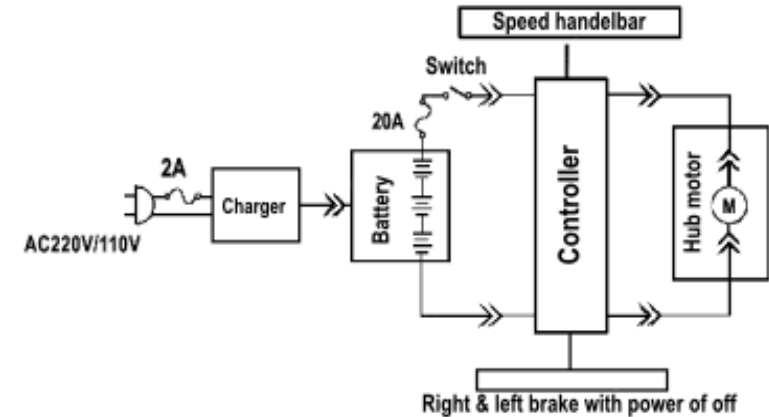 Speed handelbar
Switch
20A
2A
Charger
Battery
Controller
Hub motor
M
AC220V/110V
Right & left brake with power of off